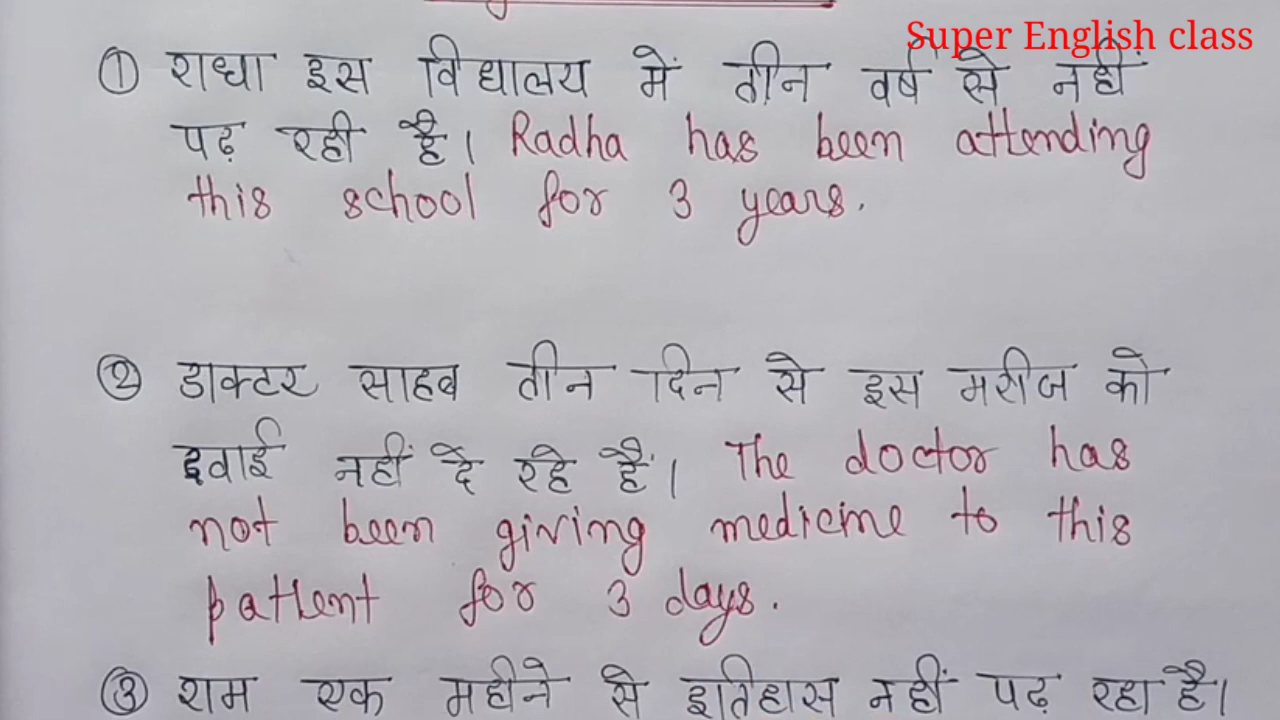 Super English class
① राधा इस विद्यालय में तीन वर्ष से नहीं
पढ़ रही है। Radha has been attending
this school for 3 years.
② डाक्टर साहब तीन दिन से इस मरीज को
दवाई नहीं दे रहे हैं। The doctor has
not been giving medicine to this
patient for 3 days.
③ राम एक महीने से इतिहास नहीं पढ़ रहा है।